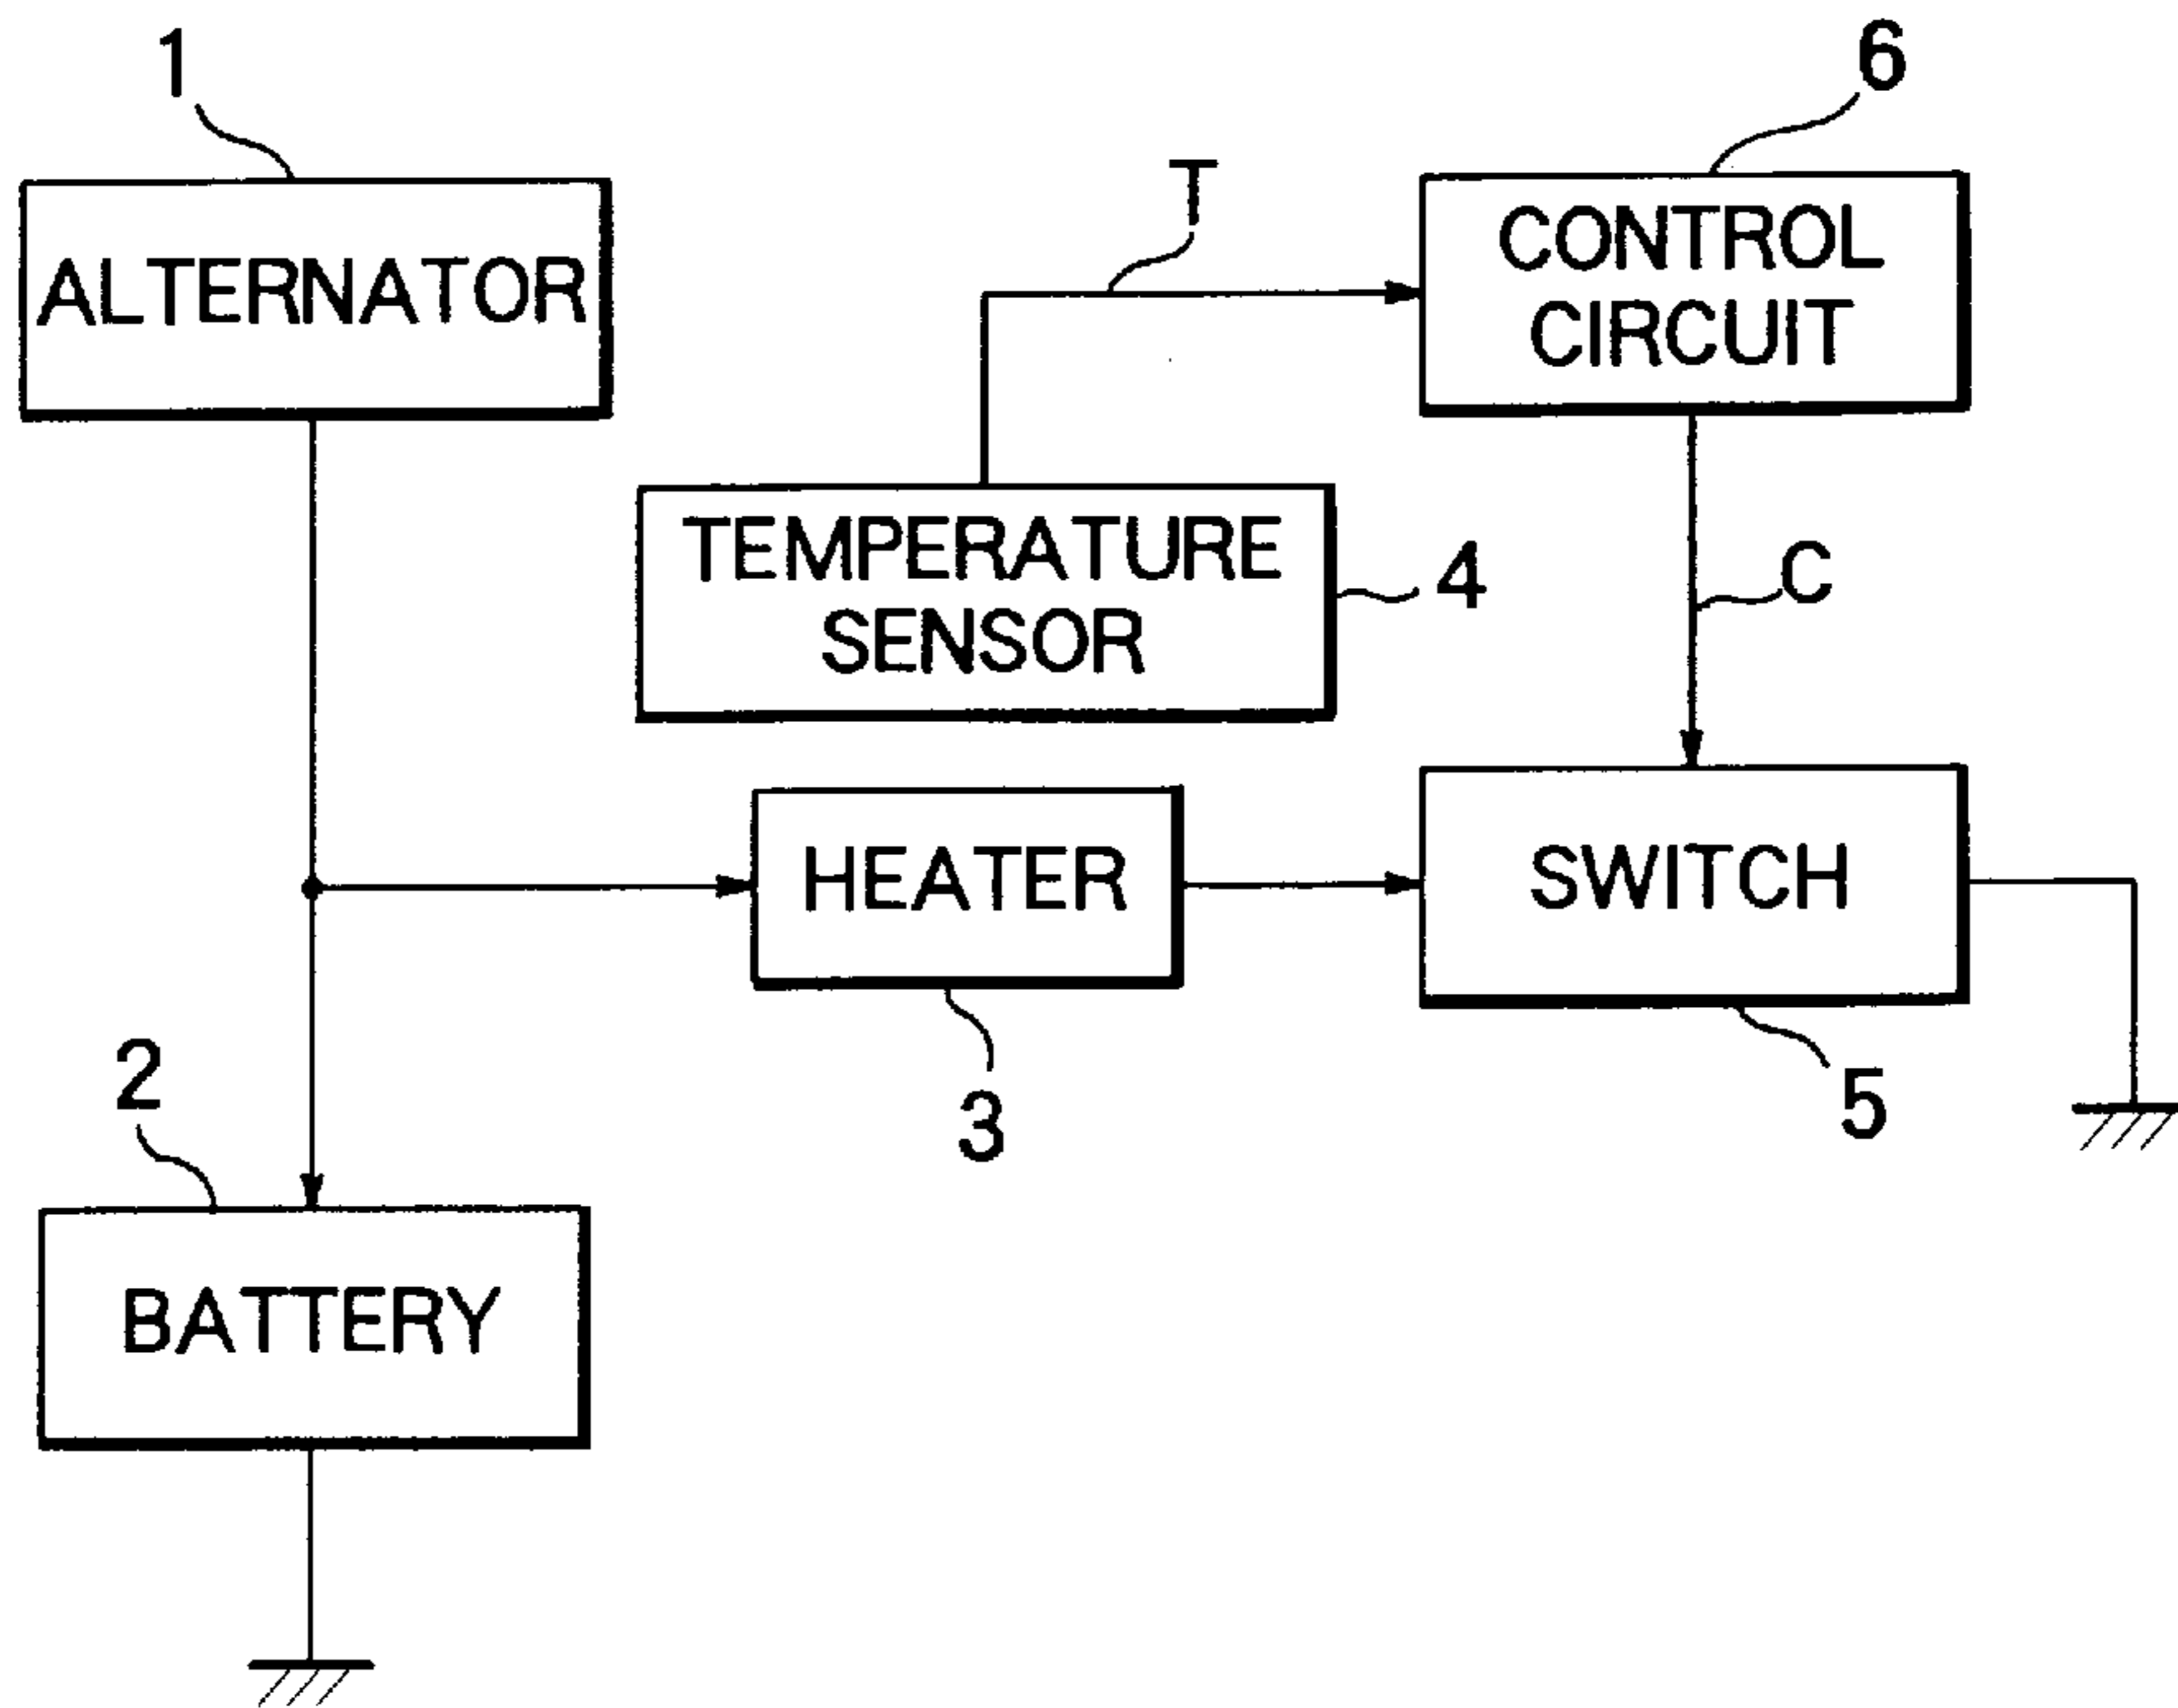 1
6
T
ALTERNATOR
CONTROL
CIRCUIT
TEMPERATURE
SENSOR
4
C
HEATER
SWITCH
2
3
5
BATTERY